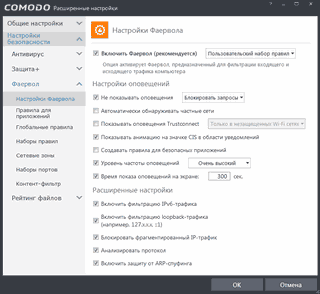 COMODO Расширенные настройки
Общие настройки
Настройки безопасности
Антивирус
Защита+
Фаервол
Настройки Фаервола
Правила для приложений
Глобальные правила
Наборы правил
Сетевые зоны
Наборы портов
Контент-фильтр
Рейтинг файлов
Настройки Фаервола
Включить Фаервол (рекомендуется) Пользовательский набор правил
Опция активирует Фаервол, предназначенный для фильтрации входящего и
исходящего трафика компьютера
Настройки оповещений
Не показывать оповещения Блокировать запросы
Автоматически обнаруживать частные сети
Показывать оповещения Trustconnect Только в незащищенных Wi-Fi сетях
Показывать анимацию на значке CIS в области уведомлений
Создавать правила для безопасных приложений
Уровень частоты оповещений Очень высокий
Время показа оповещений на экране: 300 сек.
Расширенные настройки
Включить фильтрацию IPv6-трафика
Включить фильтрацию loopback-трафика
(например, 127.x.x.x, ::1)
Блокировать фрагментированный IP-трафик
Анализировать протокол
Включить защиту от ARP-спуфинга
OK Отмена